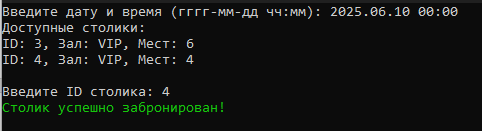 Введите дату и время (гггг-мм-дд чч:мм): 2025.06.10 00:00
Доступные столики:
ID: 3, Зал: VIP, Мест: 6
ID: 4, Зал: VIP, Мест: 4
Введите ID столика: 4
Столик успешно забронирован!